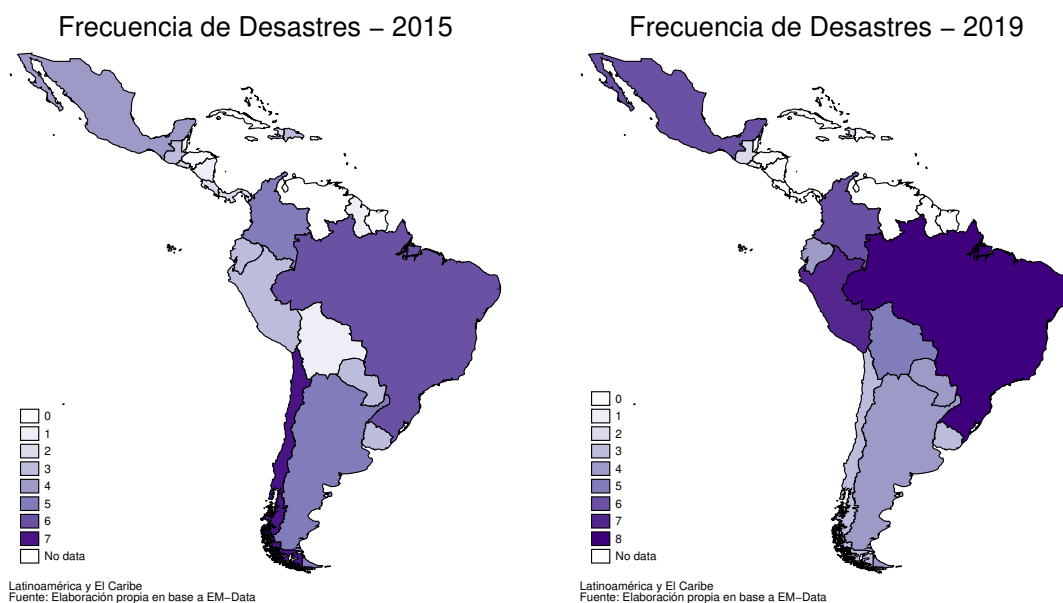 Frecuencia de Desastres − 2015
0
1
2
3
4
5
6
7
No data
Latinoamérica y El Caribe
Fuente: Elaboración propia en base a EM−Data
Frecuencia de Desastres − 2019
0
1
2
3
4
5
6
7
8
No data
Latinoamérica y El Caribe
Fuente: Elaboración propia en base a EM−Data